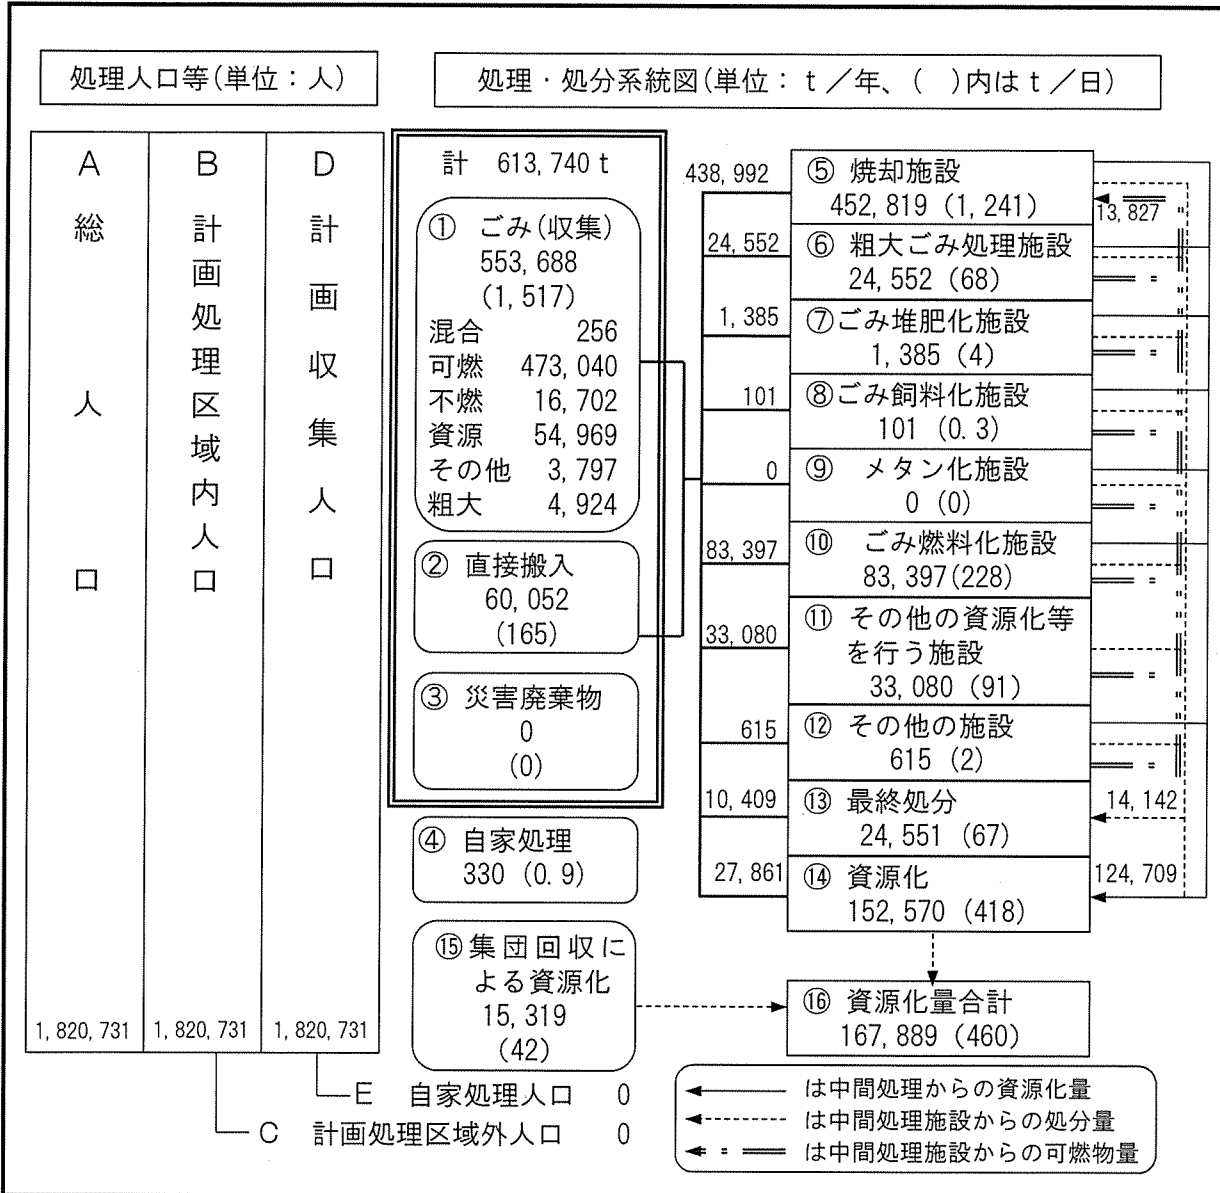 処理人口等(単位：人)
処理・処分系統図(単位：ｔ／年、(　)内はｔ／日)
A 総人口
1,820,731
B 計画処理区域内人口
1,820,731
D 計画収集人口
1,820,731
E 自家処理人口 0
C 計画処理区域外人口 0
計 613,740 t
① ごみ(収集)
553,688
(1,517)
混合 256
可燃 473,040
不燃 16,702
資源 54,969
その他 3,797
粗大 4,924
② 直接搬入
60,052
(165)
③ 災害廃棄物
0
(0)
④ 自家処理
330 (0.9)
⑮集団回収に
よる資源化
15,319
(42)
438,992
⑤ 焼却施設
452,819 (1,241)
13,827
24,552
⑥ 粗大ごみ処理施設
24,552 (68)
1,385
⑦ごみ堆肥化施設
1,385 (4)
101
⑧ごみ飼料化施設
101 (0.3)
0
⑨ メタン化施設
0 (0)
83,397
⑩ ごみ燃料化施設
83,397(228)
33,080
⑪ その他の資源化等
を行う施設
33,080 (91)
615
⑫ その他の施設
615 (2)
10,409
⑬ 最終処分
24,551 (67)
14,142
27,861
⑭ 資源化
152,570 (418)
124,709
⑯ 資源化量合計
167,889 (460)
は中間処理からの資源化量
は中間処理施設からの処分量
は中間処理施設からの可燃物量